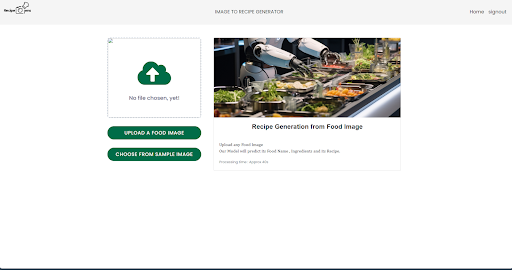 Recipe
IMAGE TO RECIPE GENERATOR
Home signout
No file chosen, yet!
UPLOAD A FOOD IMAGE
CHOOSE FROM SAMPLE IMAGE
Recipe Generation from Food Image
Upload any Food Image
Our Model will predict its Food Name , Ingredients and its Recipe.
Processing time: Approx